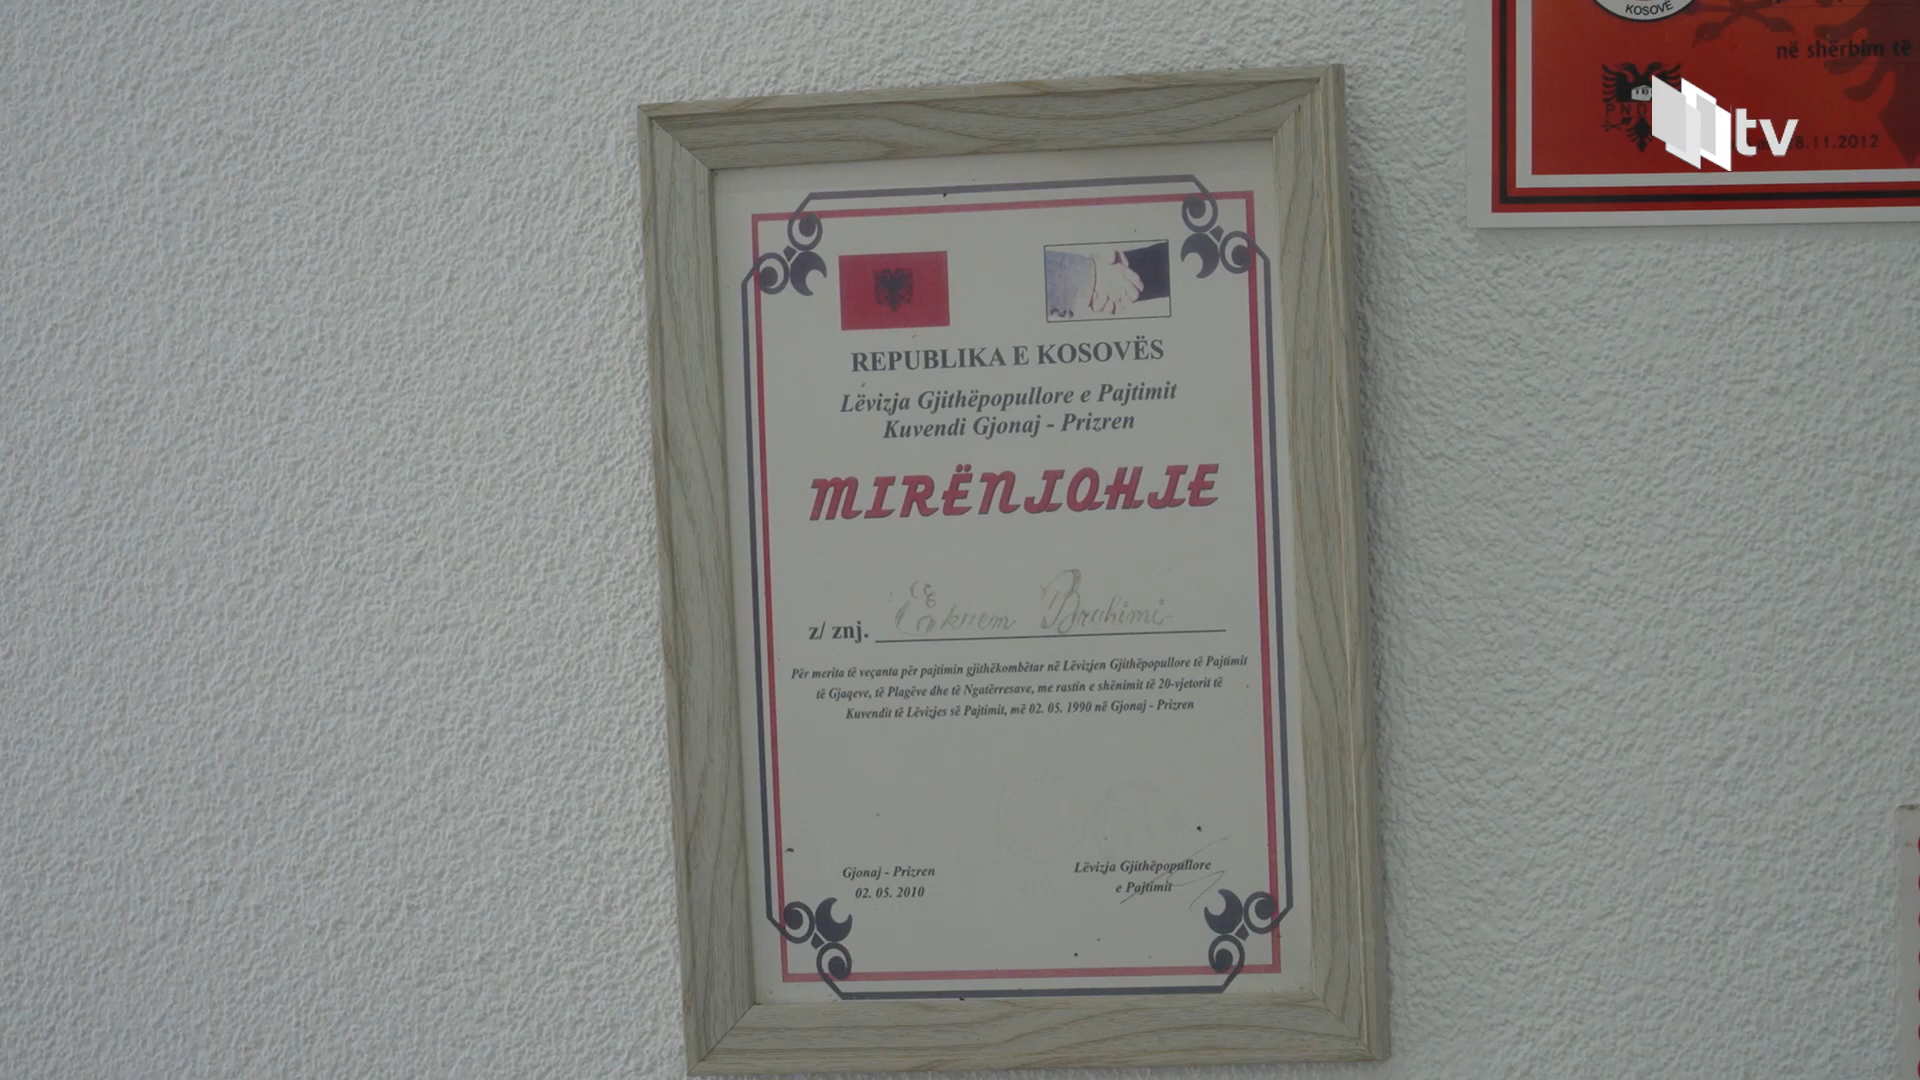 REPUBLIKA E KOSOVËS
Lëvizja Gjithëpopullore e Pajtimit
Kuvendi Gjonaj - Prizren
MIRËNJOHJE
z/ znj. Ekrem Brahimi
Për merita të veçanta për pajtimin gjithëkombëtar në Lëvizjen Gjithëpopullore të Pajtimit
të Gjaqeve, të Plagëve dhe të Ngatërresave, me rastin e shënimit të 20-vjetorit të
Kuvendit të Lëvizjes së Pajtimit, më 02. 05. 1990 në Gjonaj - Prizren
Gjonaj - Prizren
02. 05. 2010
Lëvizja Gjithëpopullore
e Pajtimit
KOSOVË
në shërbim të
8.11.2012
tv